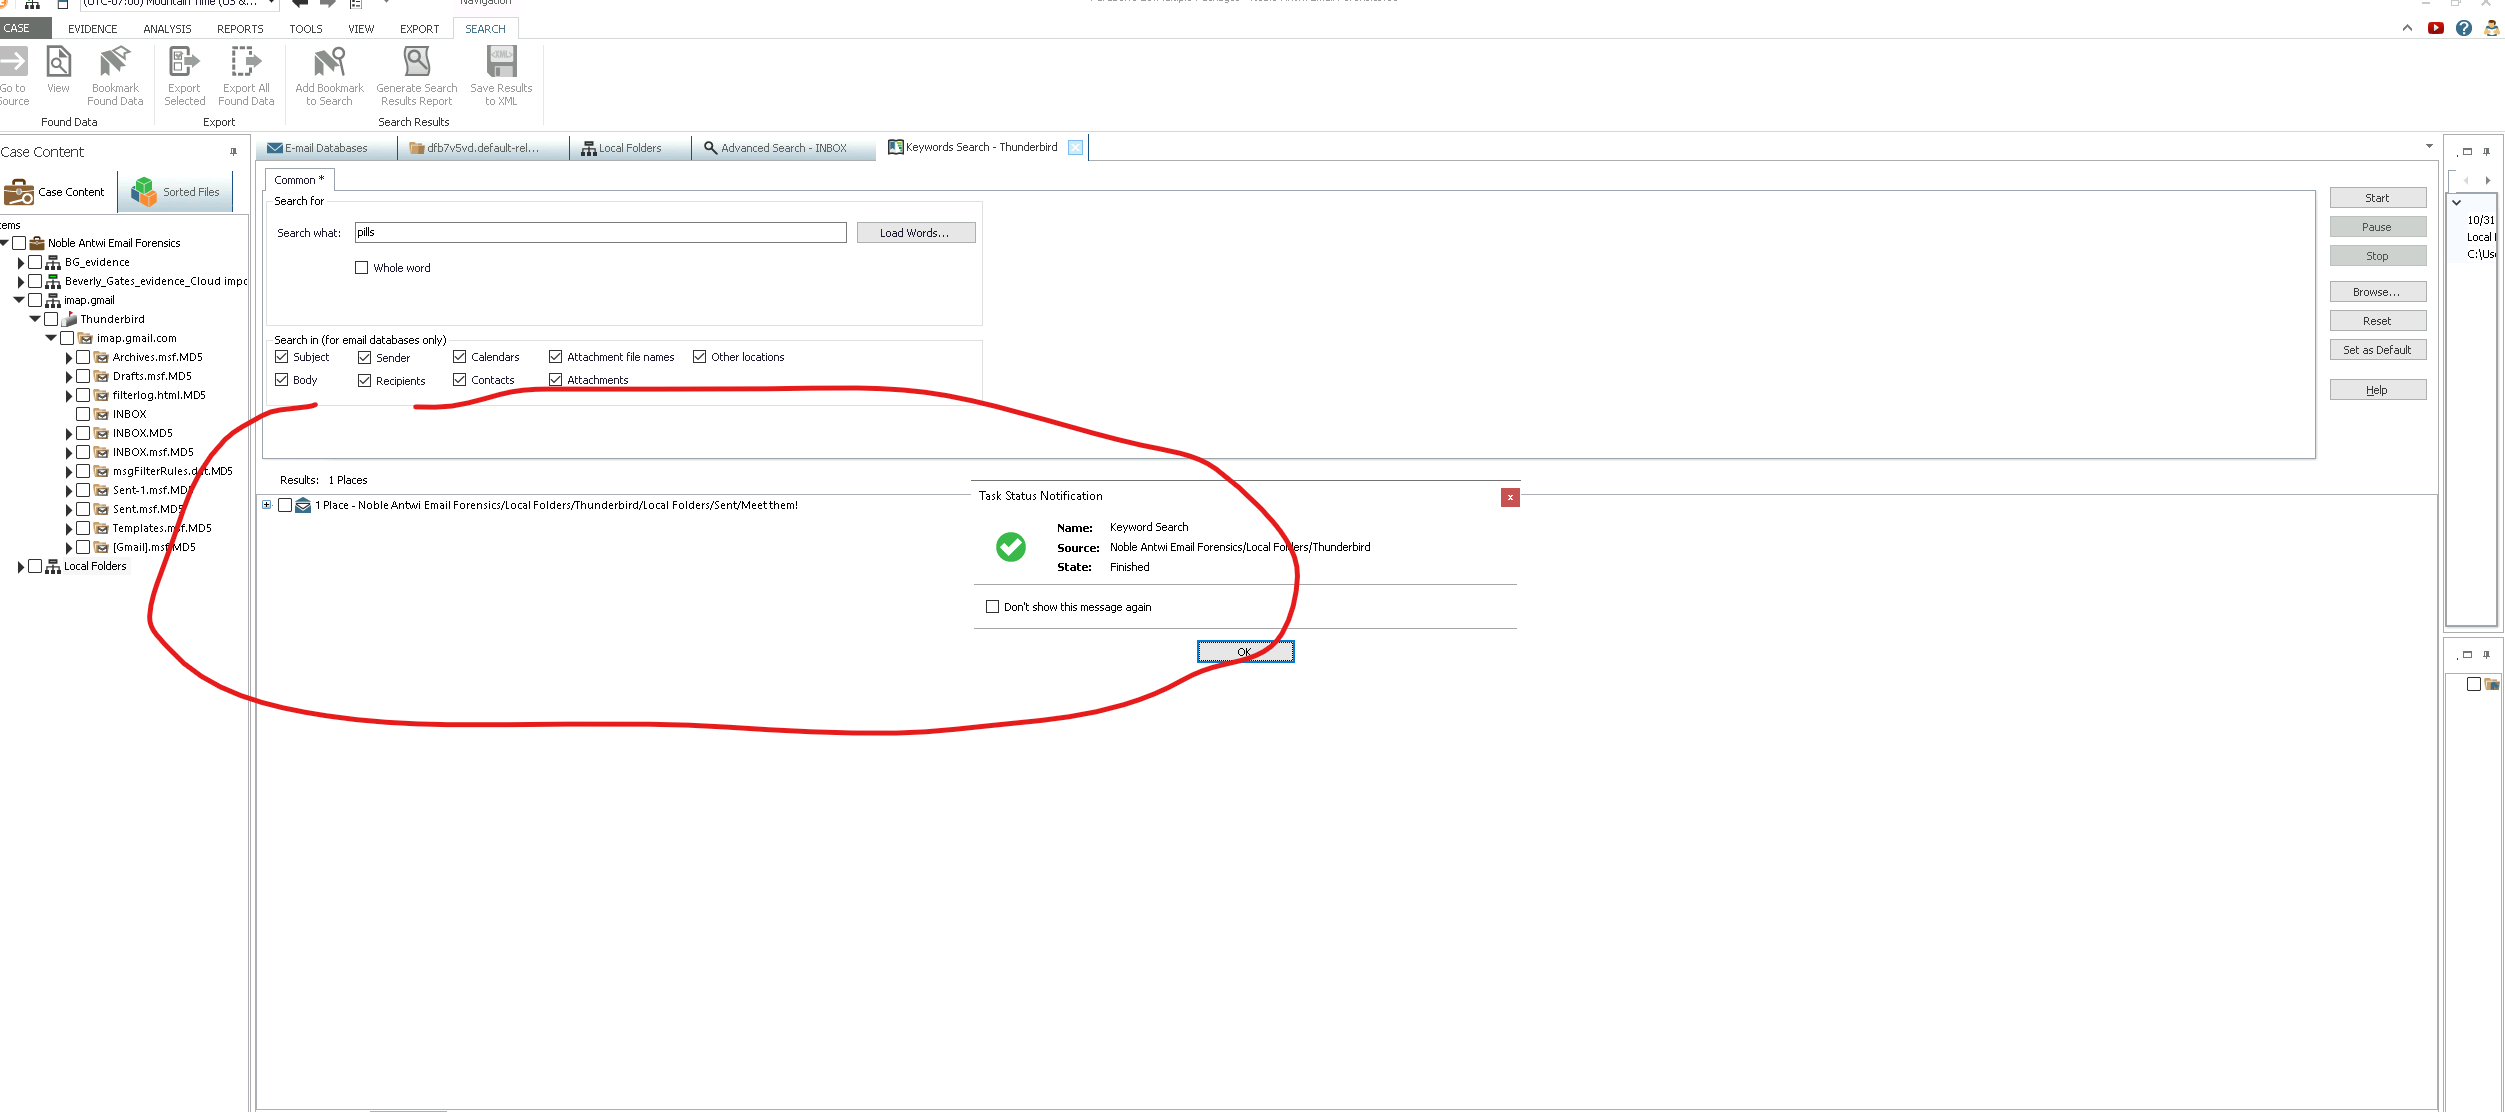 (UTC-07:00) Mountain Time (US &...
Navigation
CASE EVIDENCE ANALYSIS REPORTS TOOLS VIEW EXPORT SEARCH
Go to Source
View
Bookmark Found Data
Export Selected
Export All Found Data
Add Bookmark to Search
Generate Search Results Report
Save Results to XML
Found Data
Export
Search Results
Case Content
Case Content
Sorted Files
Noble Antwi Email Forensics
BG_evidence
Beverly_Gates_evidence_Cloud impo
imap.gmail
Thunderbird
imap.gmail.com
Archives.msf.MD5
Drafts.msf.MD5
filterlog.html.MD5
INBOX
INBOX.MD5
INBOX.msf.MD5
msgFilterRules.dat.MD5
Sent-1.msf.MD5
Sent.msf.MD5
Templates.msf.MD5
[Gmail].msf.MD5
Local Folders
E-mail Databases
dfb7v5vd.default-rel...
Local Folders
Advanced Search - INBOX
Keywords Search - Thunderbird
Common *
Search for
Search what: pills
Load Words...
Whole word
Search in (for email databases only)
Subject Sender Calendars Attachment file names Other locations
Body Recipients Contacts Attachments
Start
Pause
Stop
Browse...
Reset
Set as Default
Help
Results: 1 Places
1 Place - Noble Antwi Email Forensics/Local Folders/Thunderbird/Local Folders/Sent/Meet them!
Task Status Notification
Name: Keyword Search
Source: Noble Antwi Email Forensics/Local Folders/Thunderbird
State: Finished
Don't show this message again
OK
10/31
Local
C:\Use